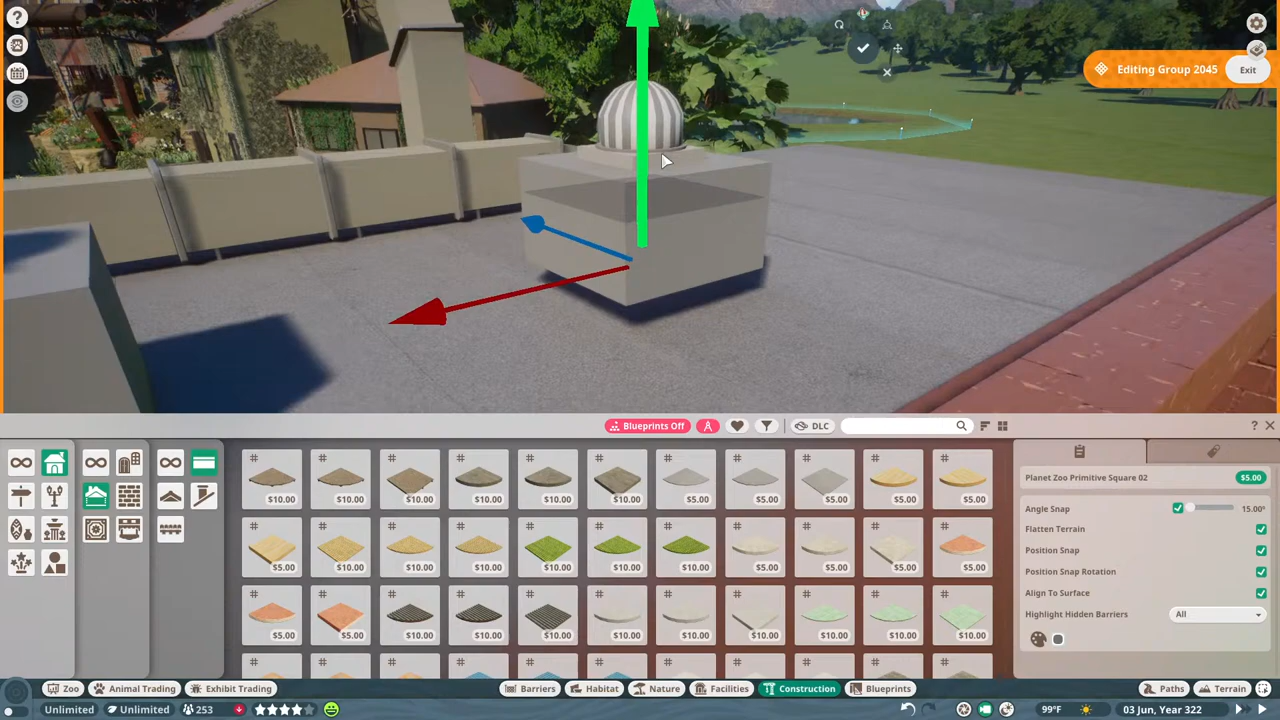 Editing Group 2045
Exit
Blueprints Off
DLC
$10.00 $10.00 $10.00 $10.00 $10.00 $10.00 $5.00 $5.00 $5.00 $5.00 $5.00
$5.00 $10.00 $10.00 $10.00 $10.00 $10.00 $10.00 $5.00 $5.00 $5.00 $5.00
$5.00 $5.00 $10.00 $10.00 $10.00 $10.00 $10.00 $10.00 $10.00 $10.00 $10.00
Planet Zoo Primitive Square 02 $5.00
Angle Snap 15.00°
Flatten Terrain
Position Snap
Position Snap Rotation
Align To Surface
Highlight Hidden Barriers All
Zoo Animal Trading Exhibit Trading Barriers Habitat Nature Facilities Construction Blueprints Paths Terrain
Unlimited Unlimited 253 99°F 03 Jun, Year 322